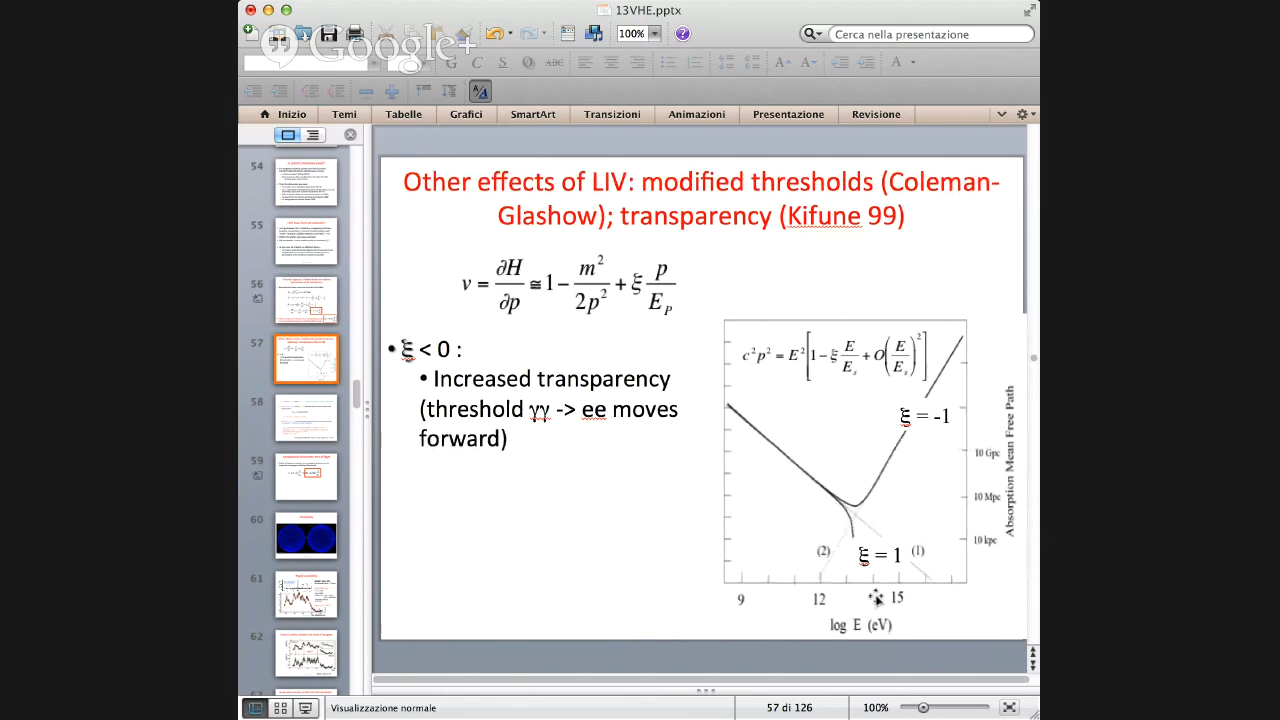 13VHE.pptx
Google+
100%
Cerca nella presentazione
G C S ABC A A A
Inizio Temi Tabelle Grafici SmartArt Transizioni Animazioni Presentazione Revisione
54
55
56
57
58
59
60
61
62
Other effects of LIV: modified thresholds (Coleman-
Glashow); transparency (Kifune 99)
v = ∂H/∂p ≅ 1 − m²/2p² + ξ p/E_P
• ξ < 0 :
• Increased transparency
(threshold γγ -> ee moves
forward)
c²p² = E²[1 − ξ E/E_s + O(E/E_s)²]
ξ = -1
10 Gpc
10 Mpc
10 kpc
Absorption Mean Free Path
(2) ξ = 1 (1)
9 12 15
log E (eV)
Visualizzazione normale 57 di 126 100%